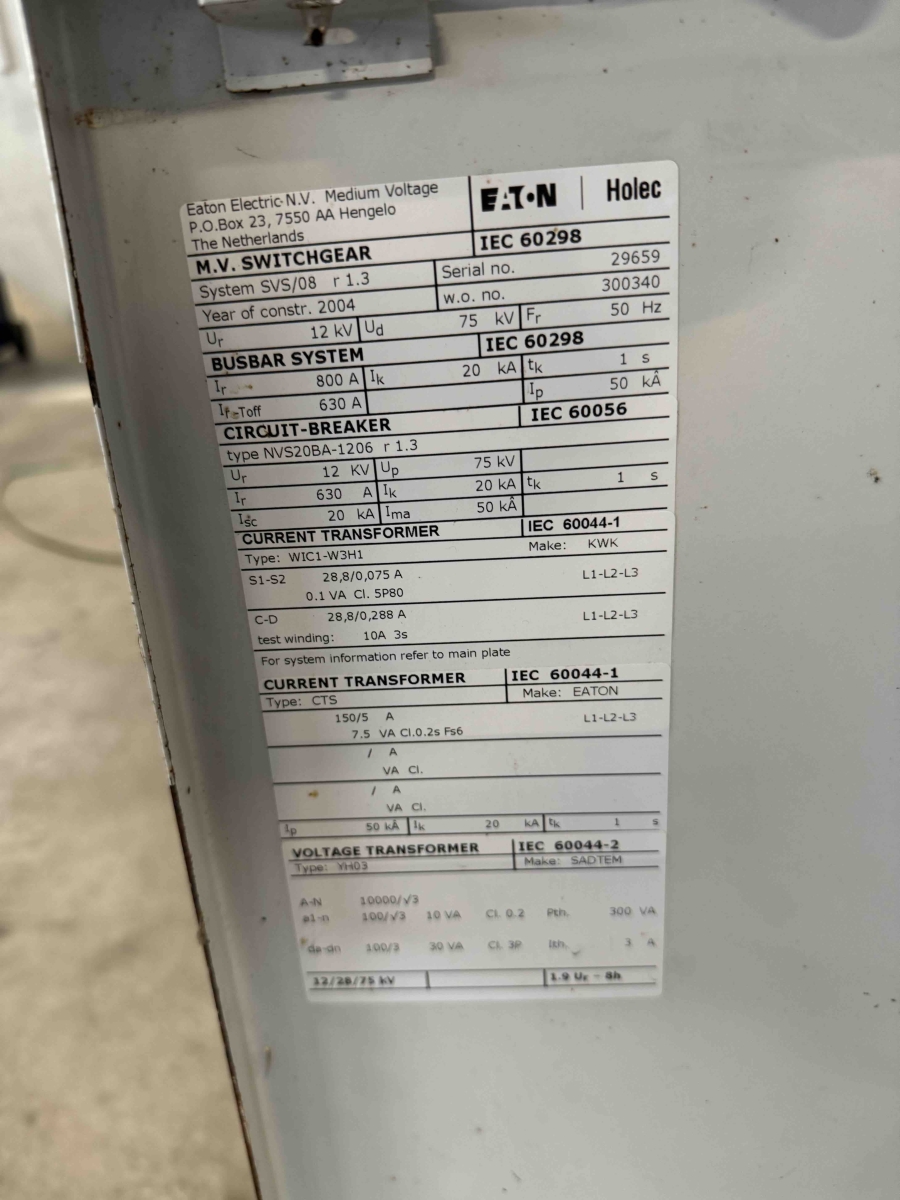 Eaton Electric N.V. Medium Voltage
P.O.Box 23, 7550 AA Hengelo
The Netherlands
EATON | Holec
M.V. SWITCHGEAR IEC 60298
System SVS/08 r 1.3 Serial no. 29659
Year of constr. 2004 w.o. no. 300340
Ur 12 kV Ud 75 kV Fr 50 Hz
BUSBAR SYSTEM IEC 60298
Ir 800 A Ik 20 kA tk 1 s
Ir-Toff 630 A Ip 50 kÂ
CIRCUIT-BREAKER IEC 60056
type NVS20BA-1206 r 1.3
Ur 12 KV Up 75 kV
Ir 630 A Ik 20 kA tk 1 s
Isc 20 kA Ima 50 kÂ
CURRENT TRANSFORMER IEC 60044-1
Type: WIC1-W3H1 Make: KWK
S1-S2 28,8/0,075 A L1-L2-L3
0.1 VA Cl. 5P80
C-D 28,8/0,288 A L1-L2-L3
test winding: 10A 3s
For system information refer to main plate
CURRENT TRANSFORMER IEC 60044-1
Type: CTS Make: EATON
150/5 A L1-L2-L3
7.5 VA Cl.0.2s Fs6
/ A
VA Cl.
/ A
VA Cl.
Ip 50 kÂ Ik 20 kA tk 1 s
VOLTAGE TRANSFORMER IEC 60044-2
Type: YH03 Make: SADTEM
A-N 10000/√3
a1-n 100/√3 10 VA Cl. 0.2 Pth. 300 VA
da-dn 100/3 30 VA Cl. 3P Ith. 3 A
12/28/75 kV 1.9 Ur - 8h